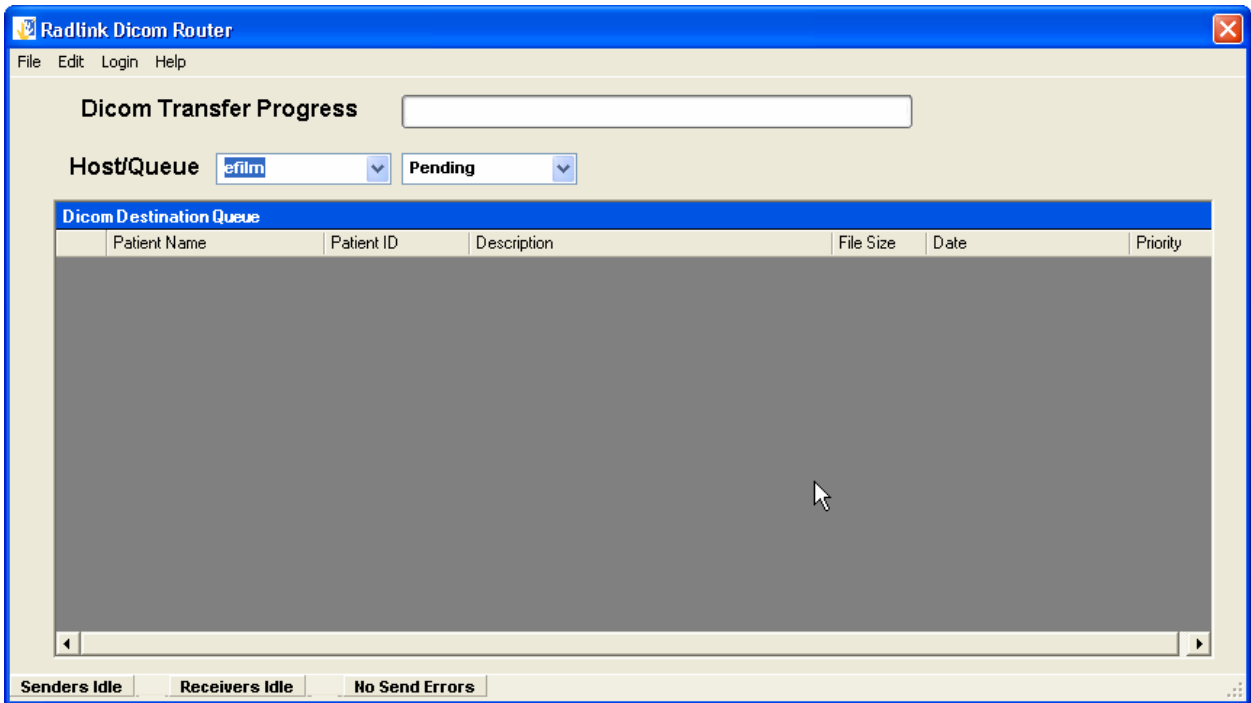 Radlink Dicom Router
File Edit Login Help
Dicom Transfer Progress
Host/Queue efilm Pending
Dicom Destination Queue
Patient Name Patient ID Description File Size Date Priority
Senders Idle Receivers Idle No Send Errors